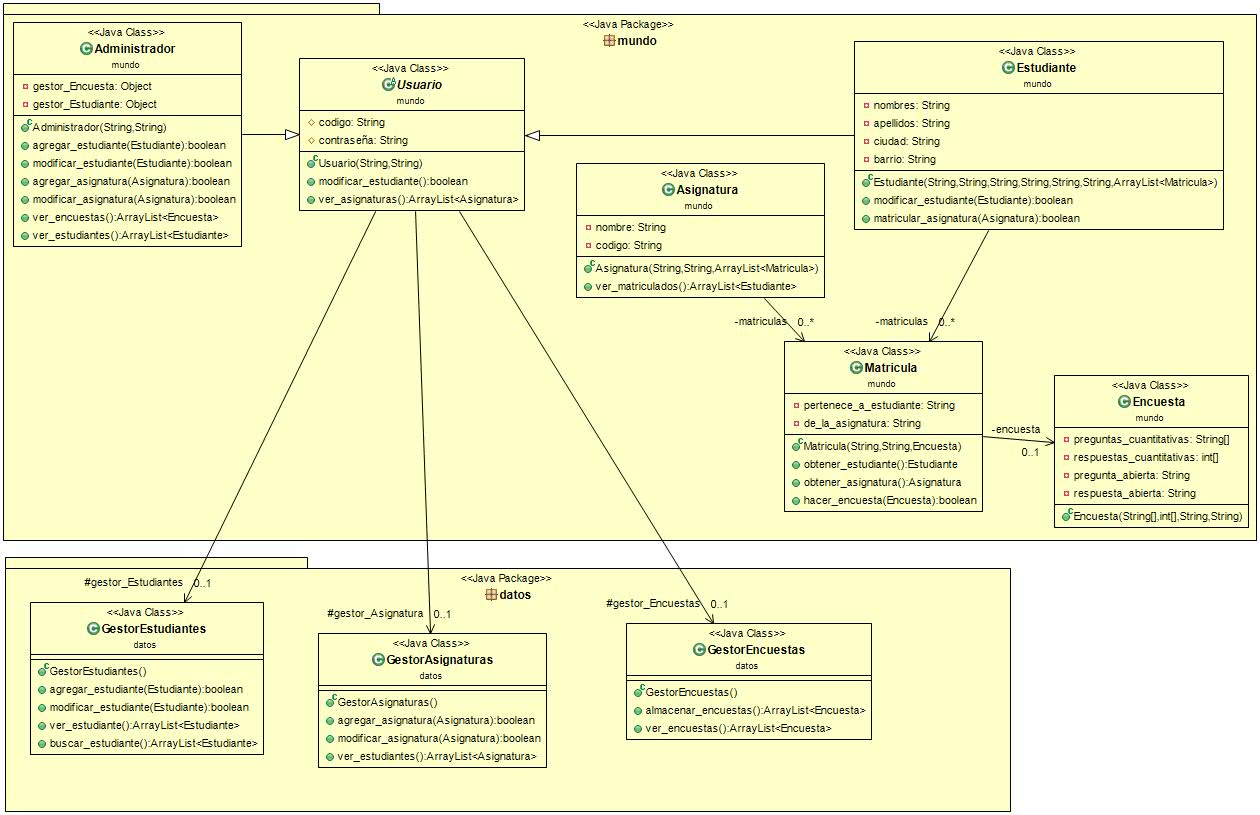 <<Java Package>>
mundo
<<Java Class>>
Administrador
mundo
gestor_Encuesta: Object
gestor_Estudiante: Object
Administrador(String,String)
agregar_estudiante(Estudiante):boolean
modificar_estudiante(Estudiante):boolean
agregar_asignatura(Asignatura):boolean
modificar_asignatura(Asignatura):boolean
ver_encuestas():ArrayList<Encuesta>
ver_estudiantes():ArrayList<Estudiante>
<<Java Class>>
Usuario
mundo
codigo: String
contraseña: String
Usuario(String,String)
modificar_estudiante():boolean
ver_asignaturas():ArrayList<Asignatura>
<<Java Class>>
Estudiante
mundo
nombres: String
apellidos: String
ciudad: String
barrio: String
Estudiante(String,String,String,String,String,String,ArrayList<Matricula>)
modificar_estudiante(Estudiante):boolean
matricular_asignatura(Asignatura):boolean
<<Java Class>>
Asignatura
mundo
nombre: String
codigo: String
Asignatura(String,String,ArrayList<Matricula>)
ver_matriculados():ArrayList<Estudiante>
-matriculas 0..*
-matriculas 0..*
<<Java Class>>
Matricula
mundo
pertenece_a_estudiante: String
de_la_asignatura: String
Matricula(String,String,Encuesta)
obtener_estudiante():Estudiante
obtener_asignatura():Asignatura
hacer_encuesta(Encuesta):boolean
-encuesta
0..1
<<Java Class>>
Encuesta
mundo
preguntas_cuantitativas: String[]
respuestas_cuantitativas: int[]
pregunta_abierta: String
respuesta_abierta: String
Encuesta(String[],int[],String,String)
<<Java Package>>
datos
#gestor_Estudiantes 0..1
<<Java Class>>
GestorEstudiantes
datos
GestorEstudiantes()
agregar_estudiante(Estudiante):boolean
modificar_estudiante(Estudiante):boolean
ver_estudiante():ArrayList<Estudiante>
buscar_estudiante():ArrayList<Estudiante>
#gestor_Asignatura 0..1
<<Java Class>>
GestorAsignaturas
datos
GestorAsignaturas()
agregar_asignatura(Asignatura):boolean
modificar_asignatura(Asignatura):boolean
ver_estudiantes():ArrayList<Asignatura>
#gestor_Encuestas 0..1
<<Java Class>>
GestorEncuestas
datos
GestorEncuestas()
almacenar_encuestas():ArrayList<Encuesta>
ver_encuestas():ArrayList<Encuesta>